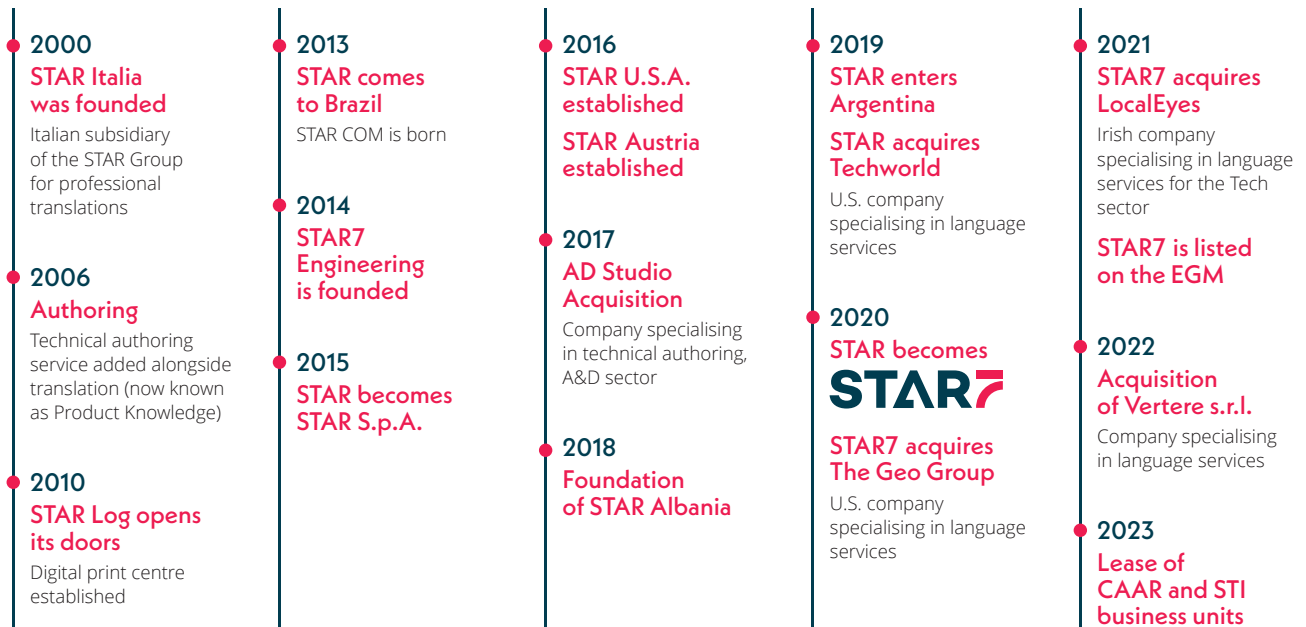 2000
STAR Italia
was founded
Italian subsidiary
of the STAR Group
for professional
translations
2006
Authoring
Technical authoring
service added alongside
translation (now known
as Product Knowledge)
2010
STAR Log opens
its doors
Digital print centre
established
2013
STAR comes
to Brazil
STAR COM is born
2014
STAR7
Engineering
is founded
2015
STAR becomes
STAR S.p.A.
2016
STAR U.S.A.
established
STAR Austria
established
2017
AD Studio
Acquisition
Company specialising
in technical authoring,
A&D sector
2018
Foundation
of STAR Albania
2019
STAR enters
Argentina
STAR acquires
Techworld
U.S. company
specialising in language
services
2020
STAR becomes
STAR7
STAR7 acquires
The Geo Group
U.S. company
specialising in language
services
2021
STAR7 acquires
LocalEyes
Irish company
specialising in language
services for the Tech
sector
STAR7 is listed
on the EGM
2022
Acquisition
of Vertere s.r.l.
Company specialising
in language services
2023
Lease of
CAAR and STI
business units